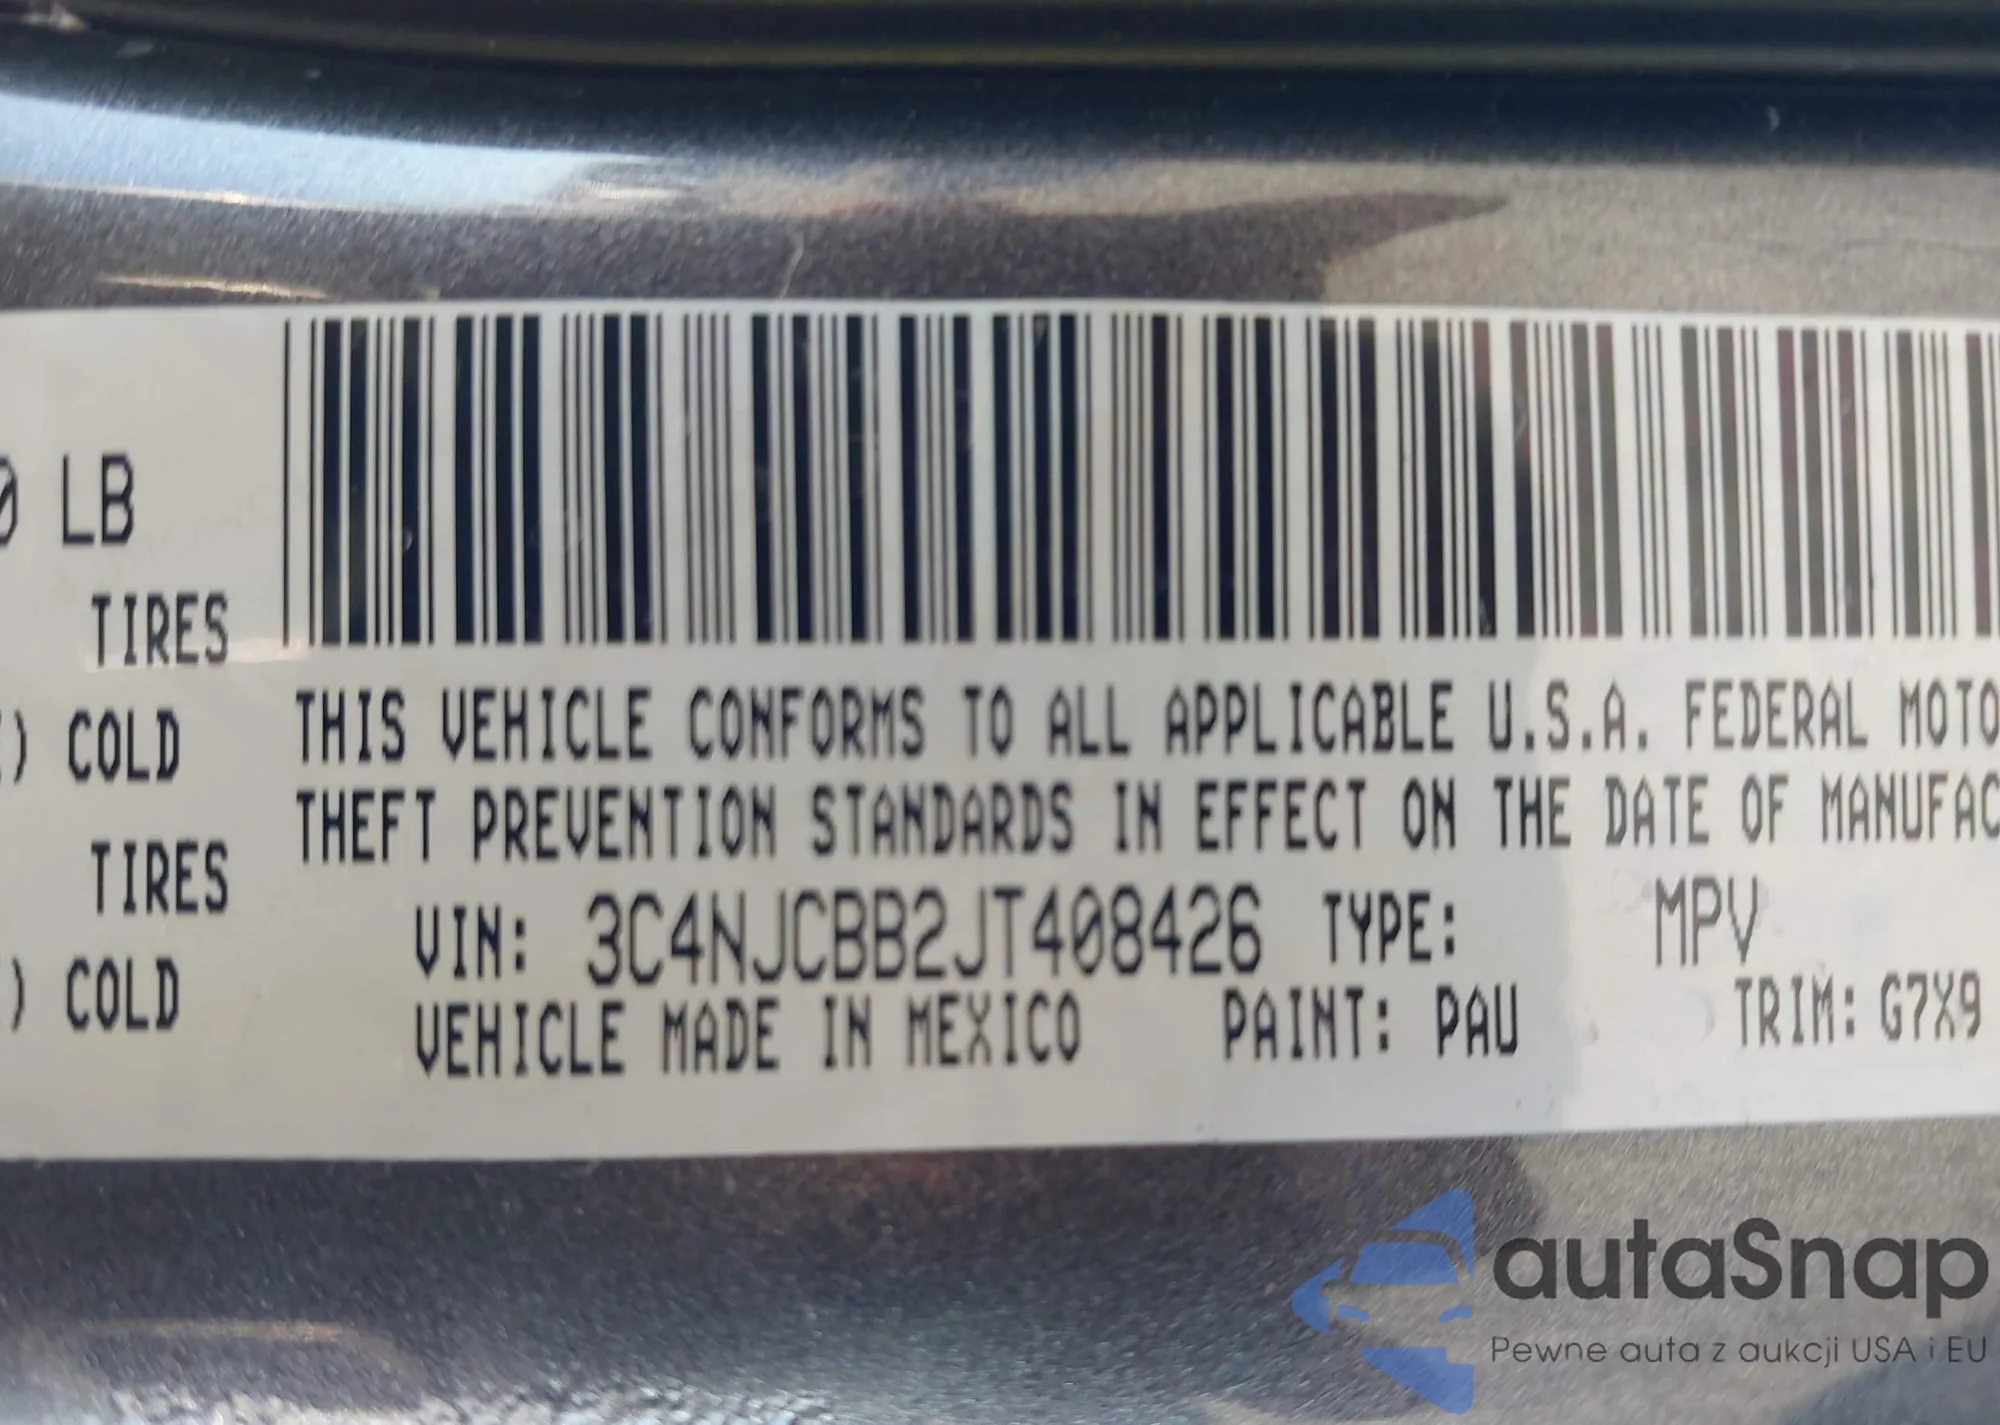 0 LB
TIRES
) COLD
TIRES
) COLD
THIS VEHICLE CONFORMS TO ALL APPLICABLE U.S.A. FEDERAL MOTO
THEFT PREVENTION STANDARDS IN EFFECT ON THE DATE OF MANUFAC
VIN: 3C4NJCBB2JT408426 TYPE: MPV
VEHICLE MADE IN MEXICO PAINT: PAU TRIM: G7X9
autaSnap
Pewne auta z aukcji USA i EU